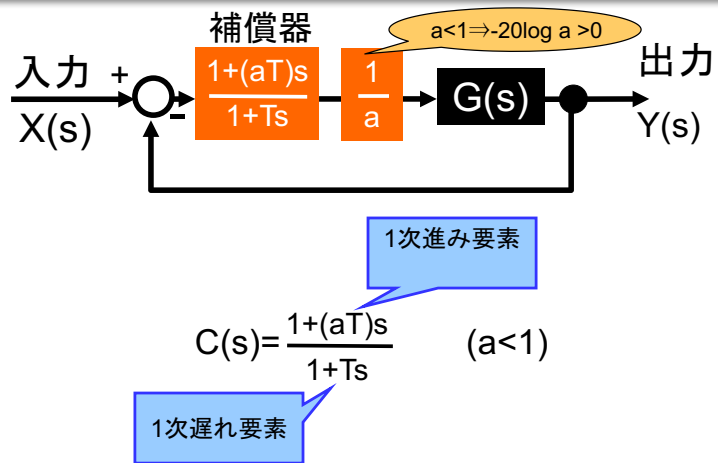 補償器
a<1⇒-20log a >0
入力
+
-
X(s)
1+(aT)s
1+Ts
1
a
G(s)
出力
Y(s)
1次進み要素
C(s)=
1+(aT)s
1+Ts
(a<1)
1次遅れ要素